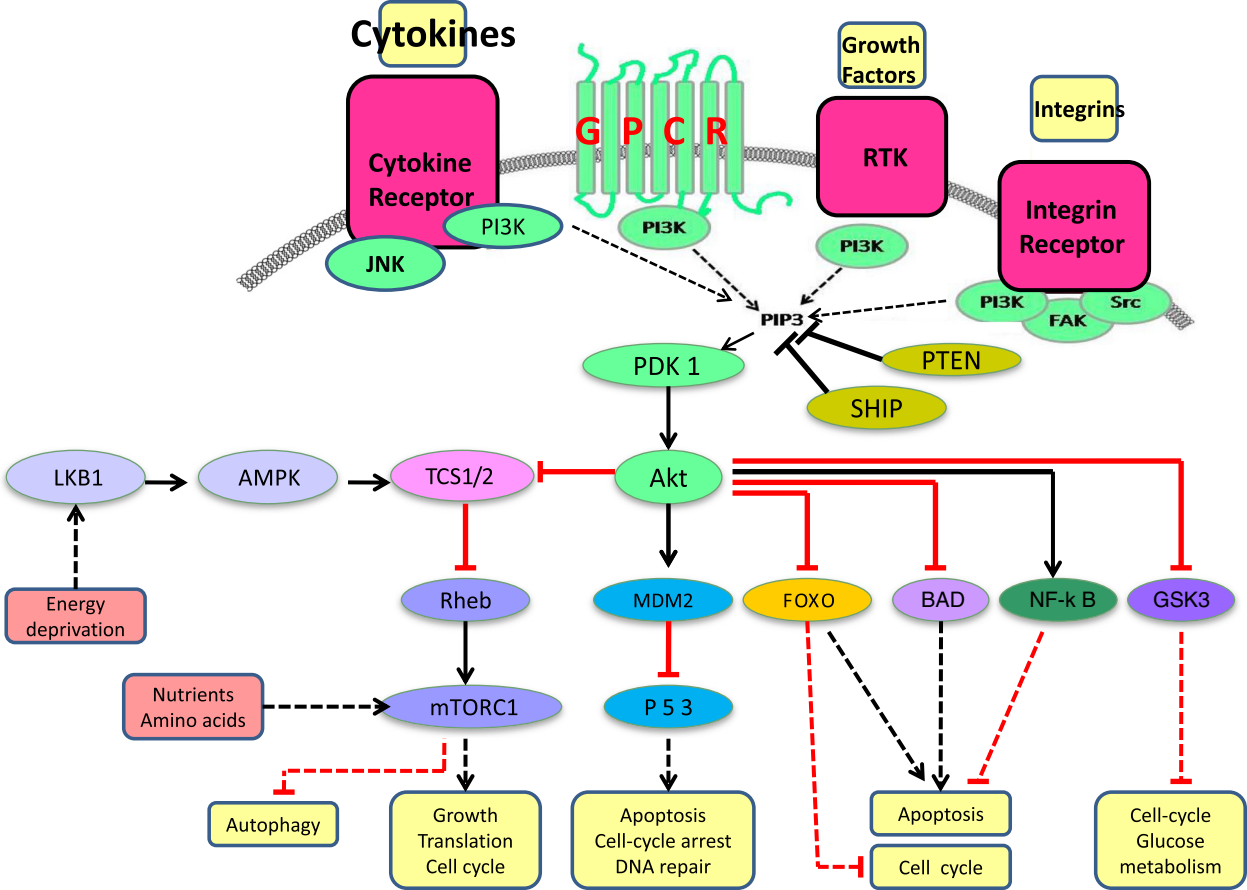 Cytokines
Growth
Factors
Integrins
G P C R
Cytokine
Receptor
RTK
Integrin
Receptor
PI3K
PI3K
PI3K
JNK
PI3K
Src
FAK
PIP3
PDK 1
PTEN
SHIP
LKB1
AMPK
TCS1/2
Akt
Energy
deprivation
Rheb
MDM2
FOXO
BAD
NF-k B
GSK3
Nutrients
Amino acids
mTORC1
P 5 3
Autophagy
Growth
Translation
Cell cycle
Apoptosis
Cell-cycle arrest
DNA repair
Apoptosis
Cell cycle
Cell-cycle
Glucose
metabolism